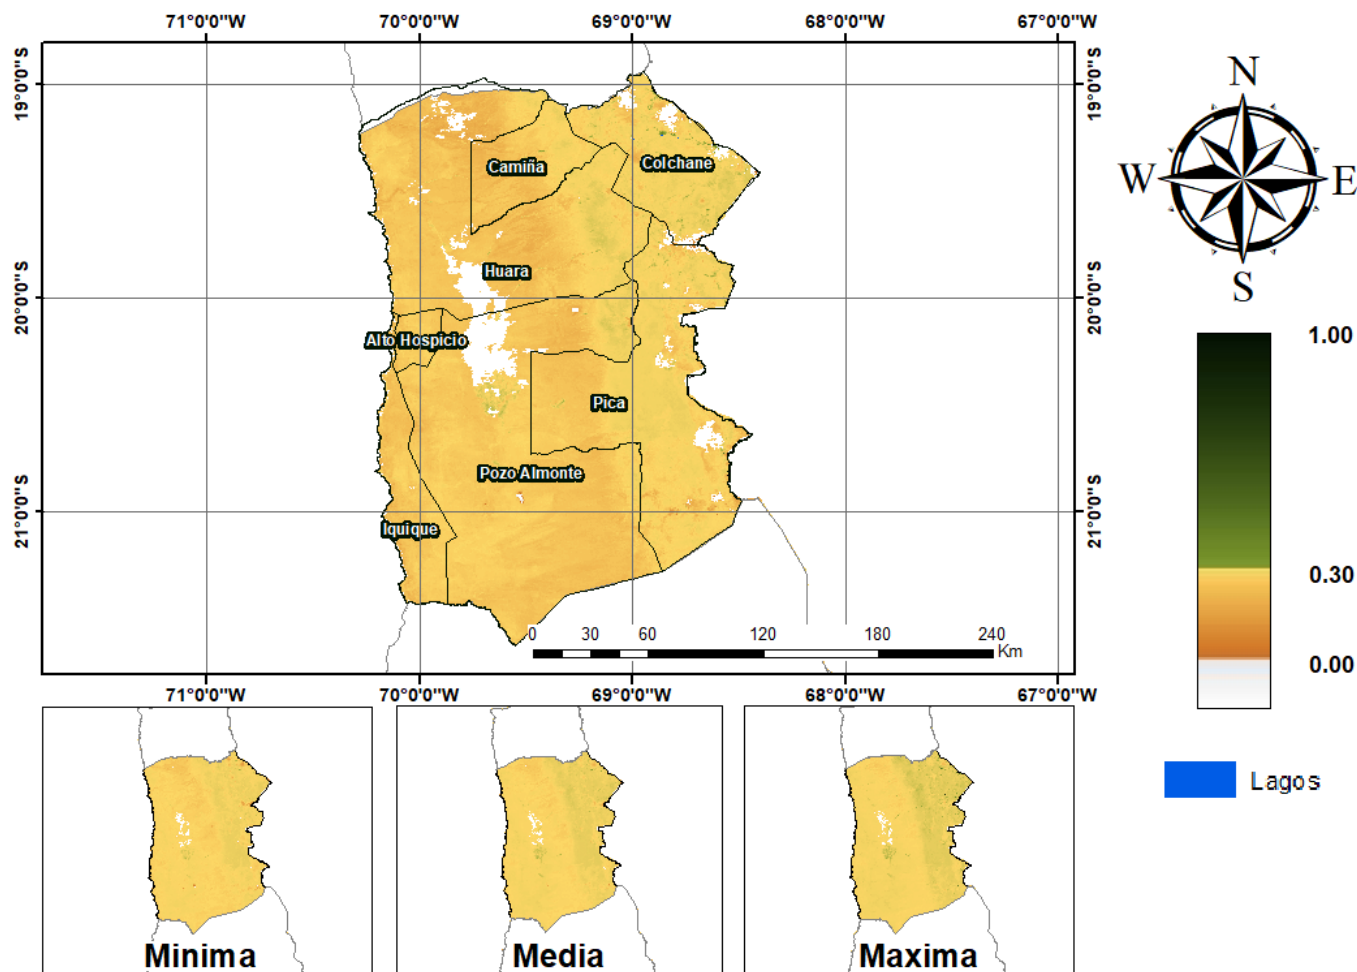 71°0'0"W 70°0'0"W 69°0'0"W 68°0'0"W 67°0'0"W
19°0'0"S 19°0'0"S
20°0'0"S 20°0'0"S
21°0'0"S 21°0'0"S
Camiña
Colchane
Huara
Alto Hospicio
Pica
Pozo Almonte
Iquique
0 30 60 120 180 240
Km
71°0'0"W 70°0'0"W 69°0'0"W 68°0'0"W 67°0'0"W
N
W E
S
1.00
0.30
0.00
Lagos
Minima
Media
Maxima